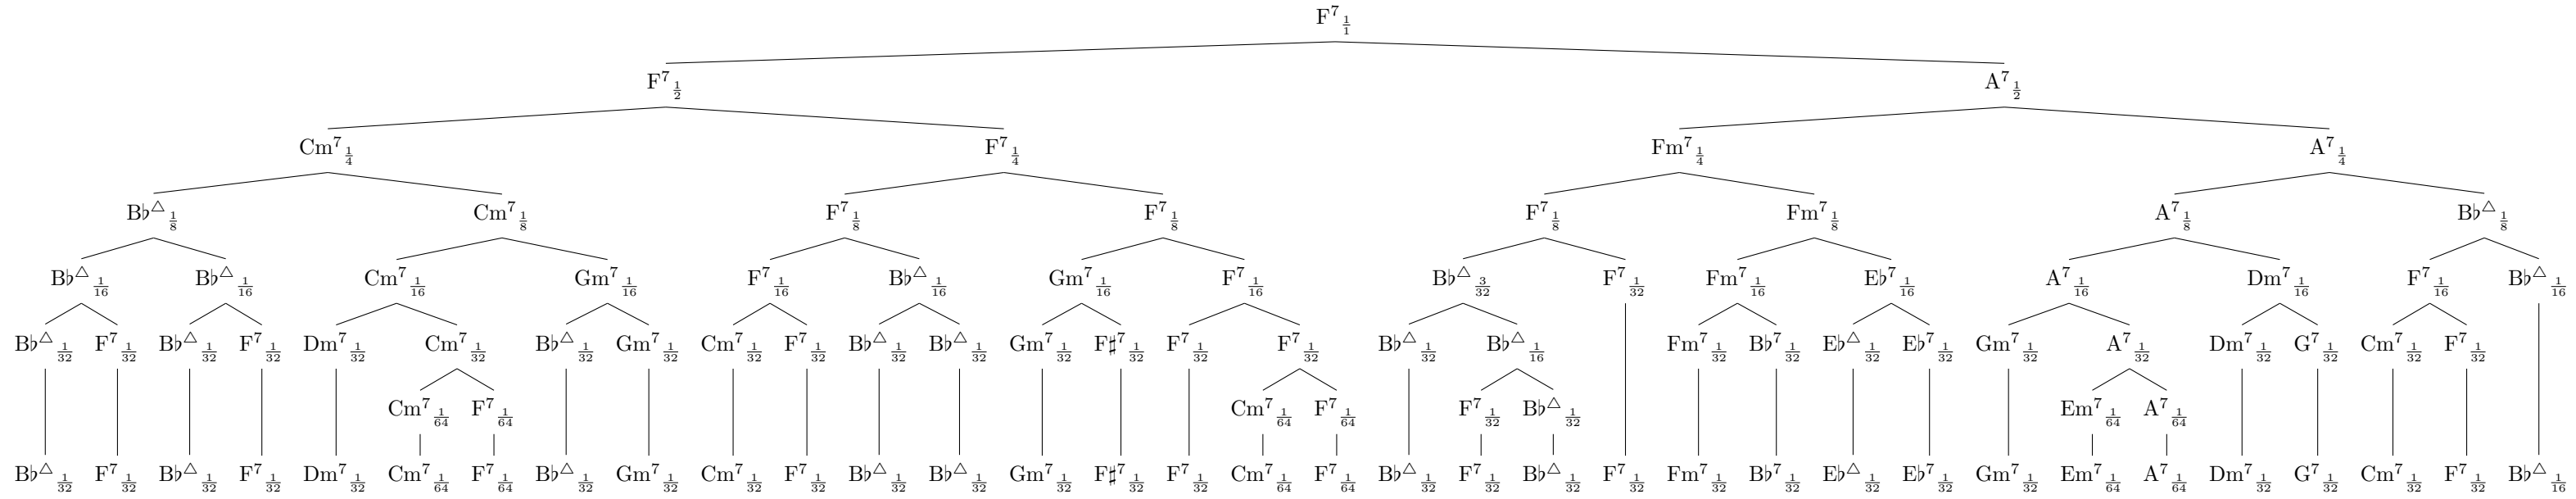 F⁷ 1/1
F⁷ 1/2 A⁷ 1/2
Cm⁷ 1/4 F⁷ 1/4 Fm⁷ 1/4 A⁷ 1/4
B♭△ 1/8 Cm⁷ 1/8 F⁷ 1/8 F⁷ 1/8 F⁷ 1/8 Fm⁷ 1/8 A⁷ 1/8 B♭△ 1/8
B♭△ 1/16 B♭△ 1/16 Cm⁷ 1/16 Gm⁷ 1/16 F⁷ 1/16 B♭△ 1/16 Gm⁷ 1/16 F⁷ 1/16 B♭△ 3/32 F⁷ 1/32 Fm⁷ 1/16 E♭⁷ 1/16 A⁷ 1/16 Dm⁷ 1/16 F⁷ 1/16 B♭△ 1/16
B♭△ 1/32 F⁷ 1/32 B♭△ 1/32 F⁷ 1/32 Dm⁷ 1/32 Cm⁷ 1/32 B♭△ 1/32 Gm⁷ 1/32 Cm⁷ 1/32 F⁷ 1/32 B♭△ 1/32 B♭△ 1/32 Gm⁷ 1/32 F♯⁷ 1/32 F⁷ 1/32 F⁷ 1/32 B♭△ 1/32 B♭△ 1/16 Fm⁷ 1/32 B♭⁷ 1/32 E♭△ 1/32 E♭⁷ 1/32 Gm⁷ 1/32 A⁷ 1/32 Dm⁷ 1/32 G⁷ 1/32 Cm⁷ 1/32 F⁷ 1/32
Cm⁷ 1/64 F⁷ 1/64 Cm⁷ 1/64 F⁷ 1/64 F⁷ 1/32 B♭△ 1/32 Em⁷ 1/64 A⁷ 1/64
B♭△ 1/32 F⁷ 1/32 B♭△ 1/32 F⁷ 1/32 Dm⁷ 1/32 Cm⁷ 1/64 F⁷ 1/64 B♭△ 1/32 Gm⁷ 1/32 Cm⁷ 1/32 F⁷ 1/32 B♭△ 1/32 B♭△ 1/32 Gm⁷ 1/32 F♯⁷ 1/32 F⁷ 1/32 Cm⁷ 1/64 F⁷ 1/64 B♭△ 1/32 F⁷ 1/32 B♭△ 1/32 F⁷ 1/32 Fm⁷ 1/32 B♭⁷ 1/32 E♭△ 1/32 E♭⁷ 1/32 Gm⁷ 1/32 Em⁷ 1/64 A⁷ 1/64 Dm⁷ 1/32 G⁷ 1/32 Cm⁷ 1/32 F⁷ 1/32 B♭△ 1/16